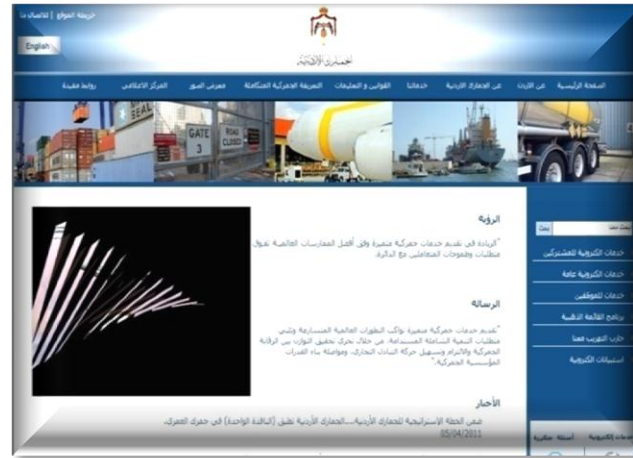 خريطة الموقع | للاتصال بنا
English
الجمارك الأردنية
الصفحة الرئيسية عن الأردن عن الجمارك الأردنية خدماتنا القوانين و التعليمات التعريفة الجمركية المتكاملة معرض الصور المركز الاعلامي روابط مفيدة
SEAL
GATE
3
ROAD
CLOSED
ابحث معنا
بحث
خدمات الكترونية للمشتركين
خدمات الكترونية عامة
خدمات للموظفين
برنامج القائمة الذهبية
حارب التهريب معنا
استبيانات الكترونية
أسئلة متكررة
الرؤية
"الريادة في تقديم خدمات جمركية متميزة وفق أفضل الممارسات العالمية تفوق
متطلبات وطموحات المتعاملين مع الدائرة.
الرسالة
"تقديم خدمات جمركية متميزة تواكب التطورات العالمية المتسارعة وتلبي
متطلبات التنمية الشاملة المستدامة، من خلال تحري تحقيق التوازن بين الرقابة
الجمركية والالتزام وتسهيل حركة التبادل التجاري، ومواصلة بناء القدرات
المؤسسية الجمركية."
الأخبار
ضمن الخطة الاستراتيجية للجمارك الأردنية....الجمارك الأردنية تطبق (النافذة الواحدة) في جمرك العمري.
05/04/2011